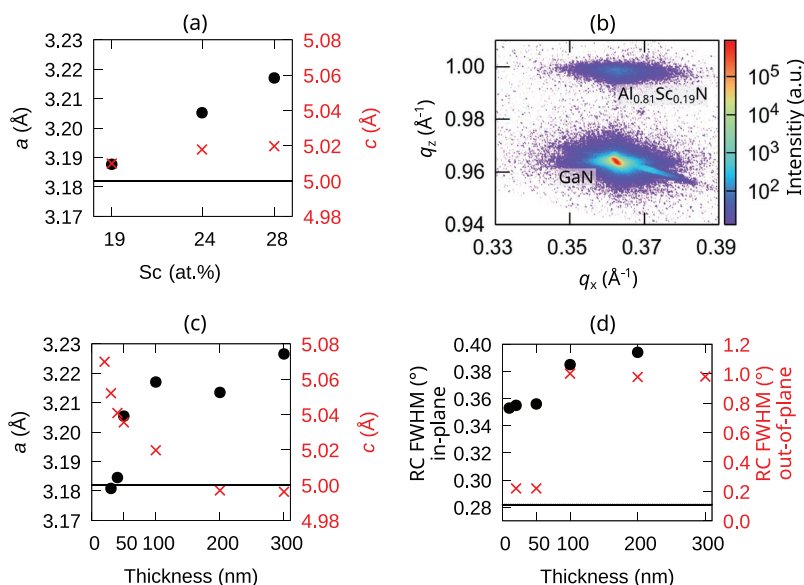 (a)
3.23
3.22
3.21
3.20
3.19
3.18
3.17
a (Å)
5.08
5.06
5.04
5.02
5.00
4.98
c (Å)
19 24 28
Sc (at.%)
(b)
1.00
0.98
0.96
0.94
qz (Å-1)
Al0.81Sc0.19N
GaN
0.33 0.35 0.37 0.39
qx (Å-1)
10⁵
10⁴
10³
10²
Intensitiy (a.u.)
(c)
3.23
3.22
3.21
3.20
3.19
3.18
3.17
a (Å)
5.08
5.06
5.04
5.02
5.00
4.98
c (Å)
0 50 100 200 300
Thickness (nm)
(d)
0.40
0.38
0.36
0.34
0.32
0.30
0.28
RC FWHM (°)
in-plane
1.2
1.0
0.8
0.6
0.4
0.2
0.0
RC FWHM (°)
out-of-plane
0 50 100 200 300
Thickness (nm)